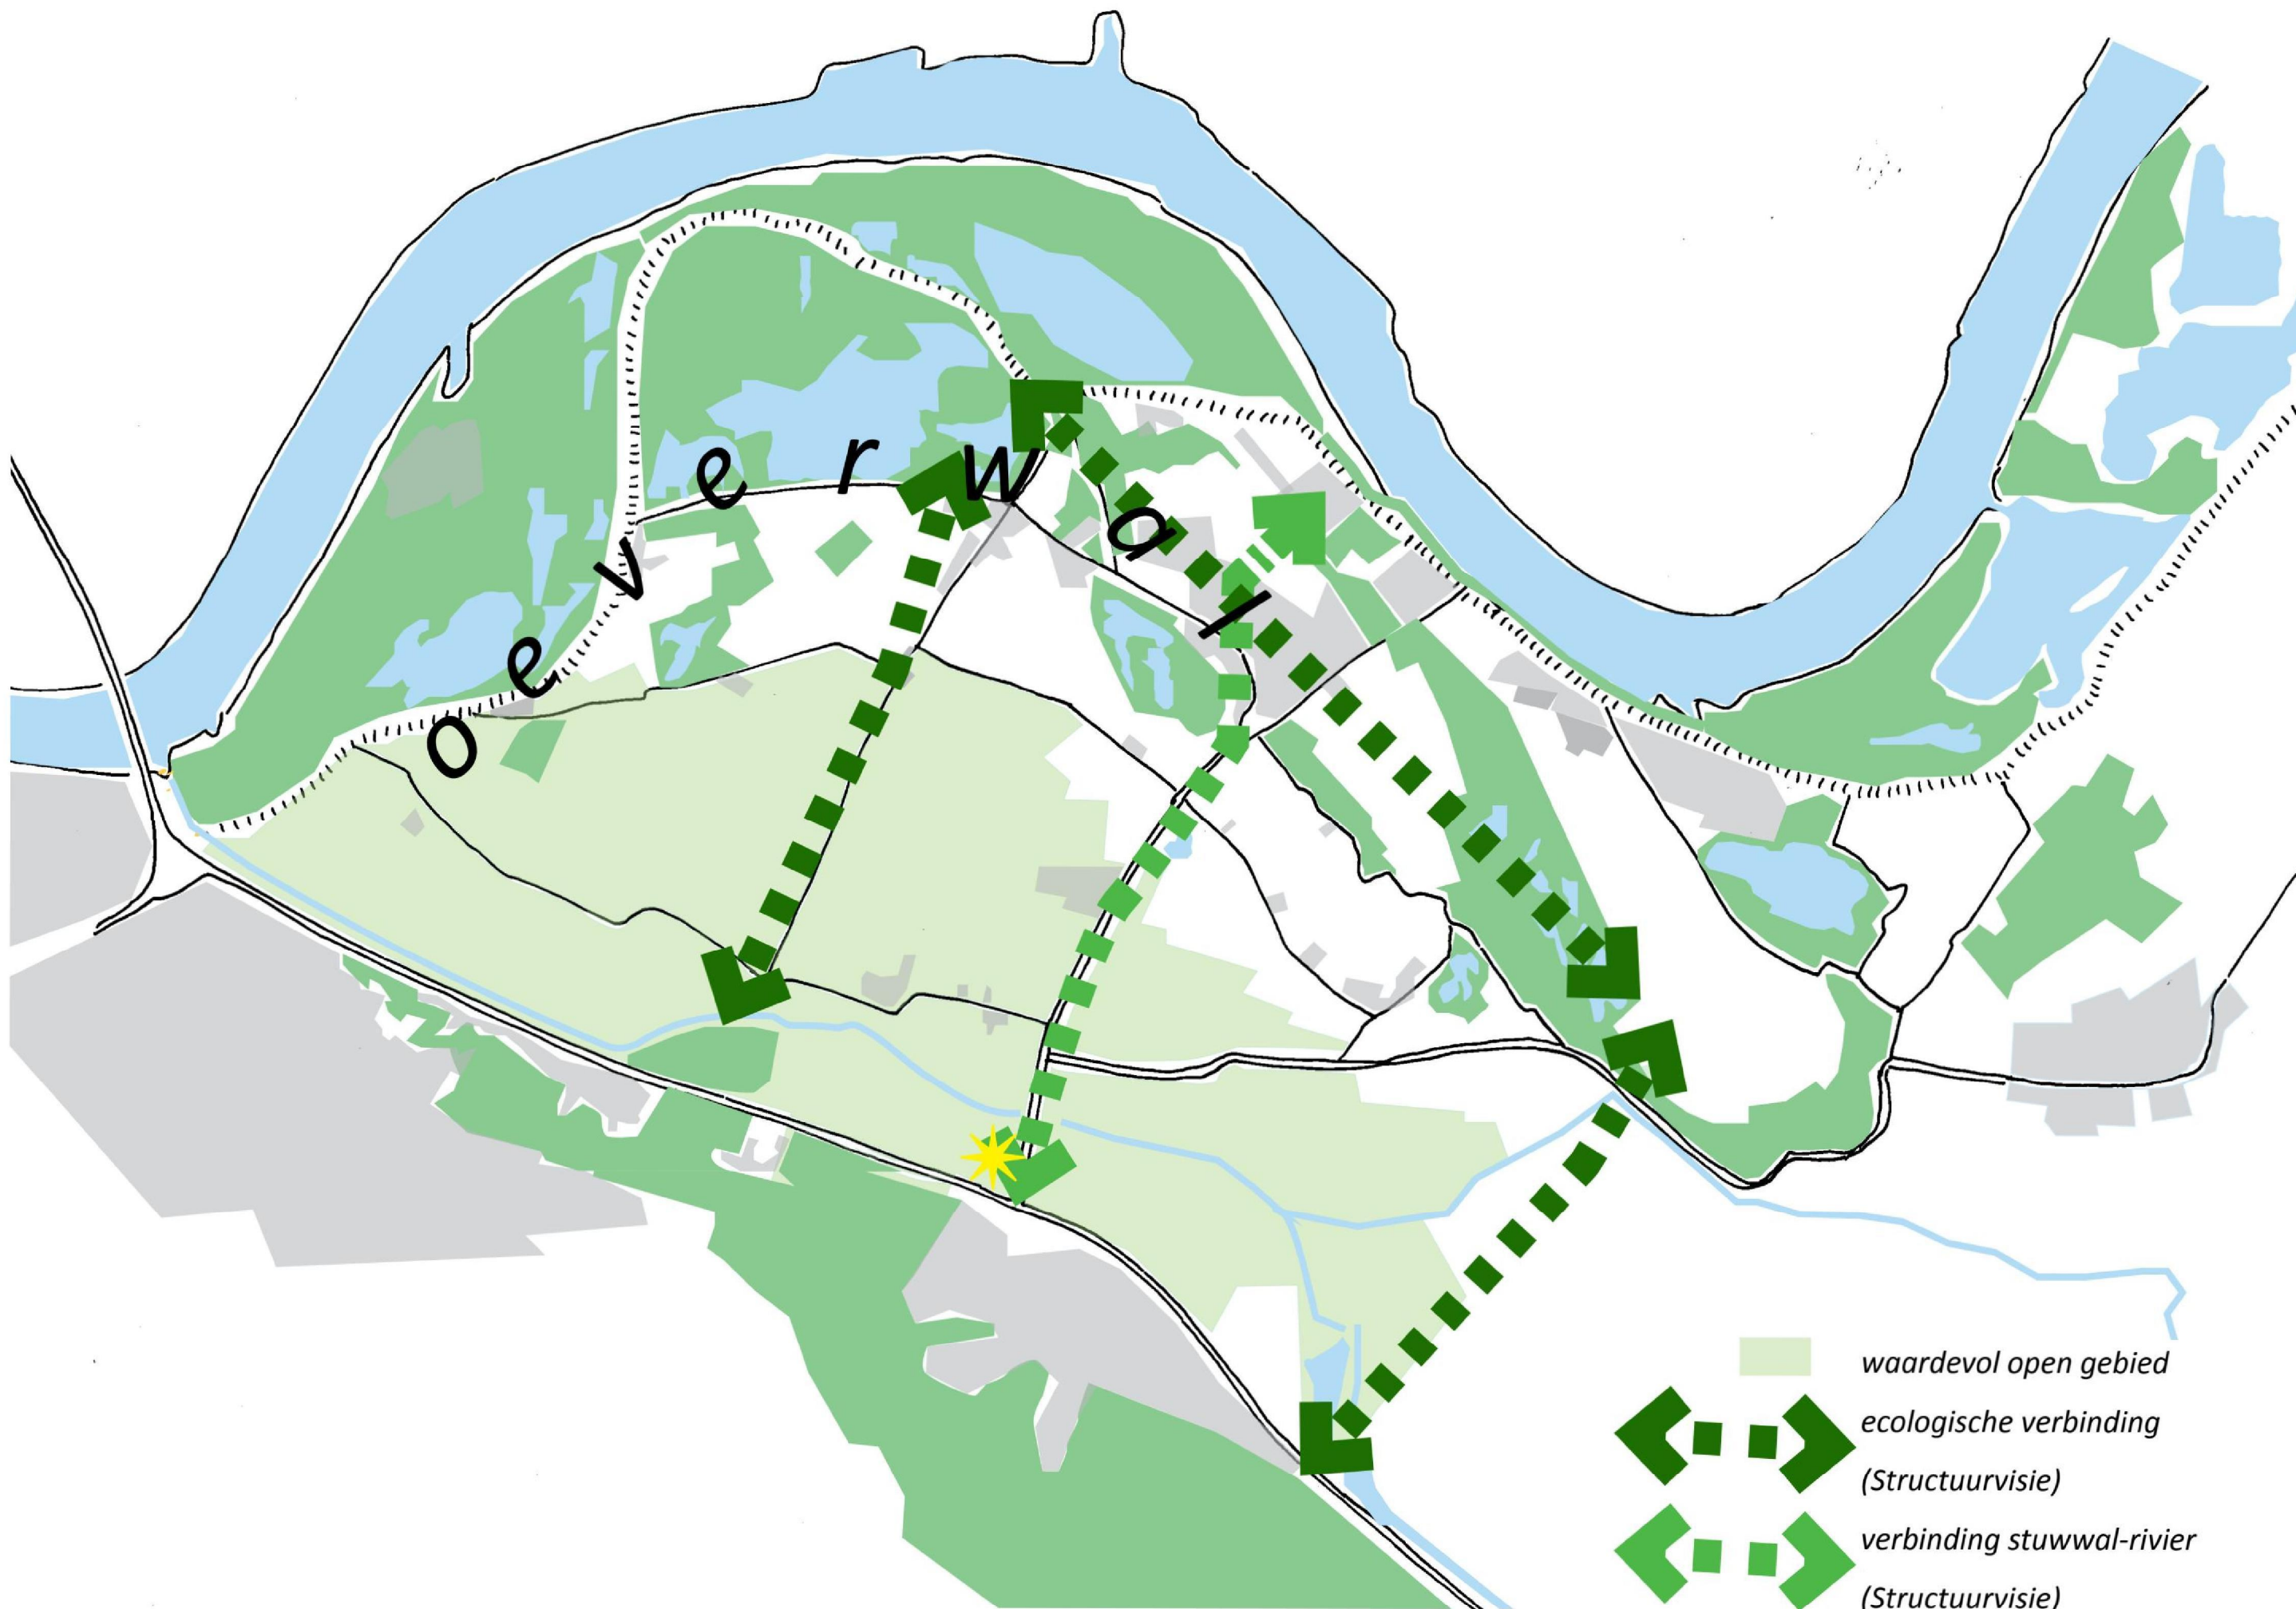 oeverwal
waardevol open gebied
ecologische verbinding
(Structuurvisie)
verbinding stuwwal-rivier
(Structuurvisie)